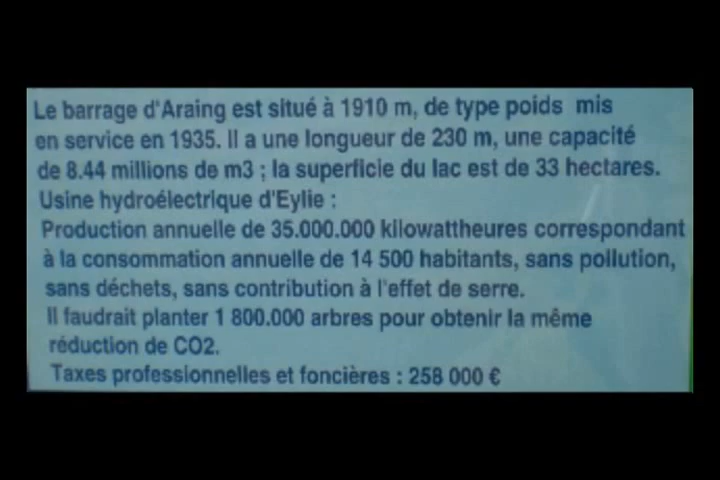 Le barrage d'Araing est situé à 1910 m, de type poids mis
en service en 1935. Il a une longueur de 230 m, une capacité
de 8.44 millions de m3 ; la superficie du lac est de 33 hectares.
Usine hydroélectrique d'Eylie :
Production annuelle de 35.000.000 kilowattheures correspondant
à la consommation annuelle de 14 500 habitants, sans pollution,
sans déchets, sans contribution à l'effet de serre.
Il faudrait planter 1 800.000 arbres pour obtenir la même
réduction de CO2.
Taxes professionnelles et foncières : 258 000 €